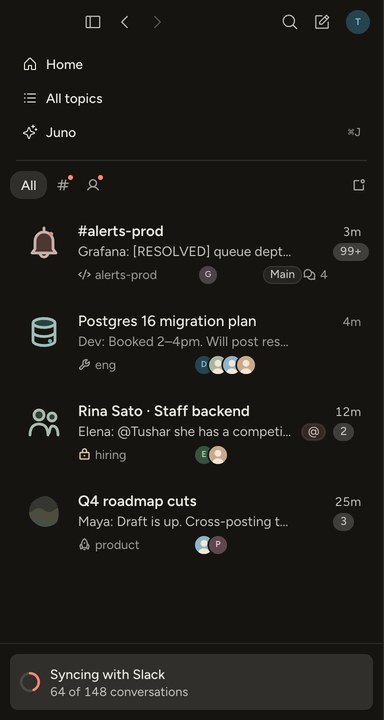 T
Home
All topics
Juno ⌘J
All #
#alerts-prod 3m
Grafana: [RESOLVED] queue dept... 99+
alerts-prod G Main 4
Postgres 16 migration plan 4m
Dev: Booked 2–4pm. Will post res...
eng D
Rina Sato · Staff backend 12m
Elena: @Tushar she has a competi... @ 2
hiring E
Q4 roadmap cuts 25m
Maya: Draft is up. Cross-posting t... 3
product P
Syncing with Slack
64 of 148 conversations